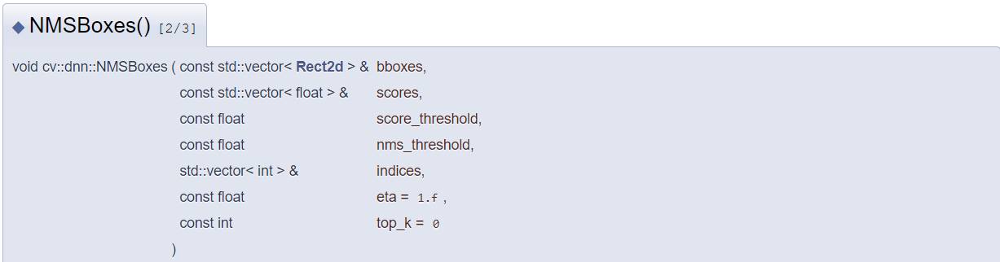 ◆ NMSBoxes() [2/3]
void cv::dnn::NMSBoxes ( const std::vector< Rect2d > & bboxes,
const std::vector< float > & scores,
const float score_threshold,
const float nms_threshold,
std::vector< int > & indices,
const float eta = 1.f ,
const int top_k = 0
)